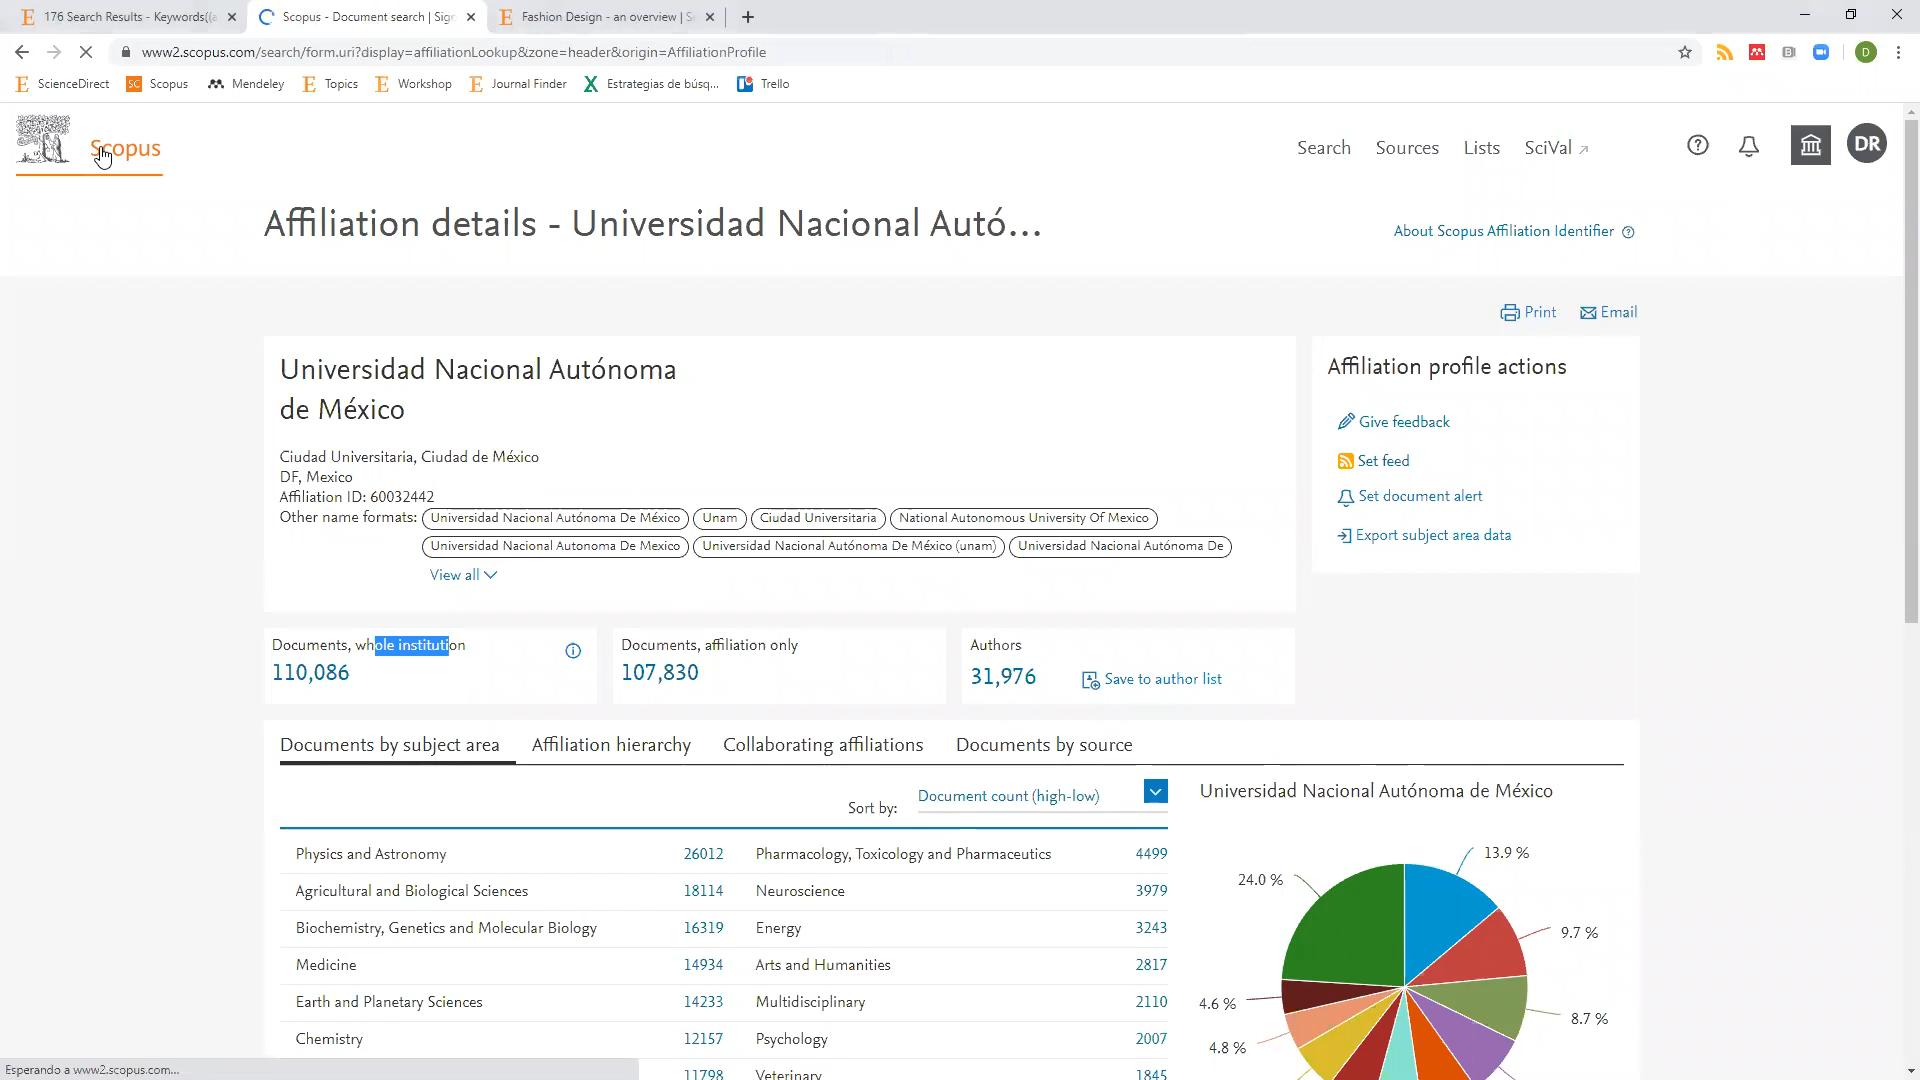 176 Search Results - Keywords((a
Scopus - Document search | Sign
Fashion Design - an overview | S
www2.scopus.com/search/form.uri?display=affiliationLookup&zone=header&origin=AffiliationProfile
D
ScienceDirect
SC Scopus
Mendeley
Topics
Workshop
Journal Finder
Estrategias de búsq...
Trello
Scopus
Search
Sources
Lists
SciVal
DR
Affiliation details - Universidad Nacional Autó...
About Scopus Affiliation Identifier
Print
Email
Universidad Nacional Autónoma
de México
Ciudad Universitaria, Ciudad de México
DF, Mexico
Affiliation ID: 60032442
Other name formats: Universidad Nacional Autónoma De México Unam Ciudad Universitaria National Autonomous University Of Mexico
Universidad Nacional Autonoma De Mexico Universidad Nacional Autónoma De México (unam) Universidad Nacional Autónoma De
View all
Affiliation profile actions
Give feedback
Set feed
Set document alert
Export subject area data
Documents, whole institution
110,086
Documents, affiliation only
107,830
Authors
31,976
Save to author list
Documents by subject area
Affiliation hierarchy
Collaborating affiliations
Documents by source
Sort by: Document count (high-low)
Physics and Astronomy 26012 Pharmacology, Toxicology and Pharmaceutics 4499
Agricultural and Biological Sciences 18114 Neuroscience 3979
Biochemistry, Genetics and Molecular Biology 16319 Energy 3243
Medicine 14934 Arts and Humanities 2817
Earth and Planetary Sciences 14233 Multidisciplinary 2110
Chemistry 12157 Psychology 2007
11798 Veterinary 1845
Universidad Nacional Autónoma de México
13.9 %
24.0 %
9.7 %
4.6 %
8.7 %
4.8 %
Esperando a www2.scopus.com...